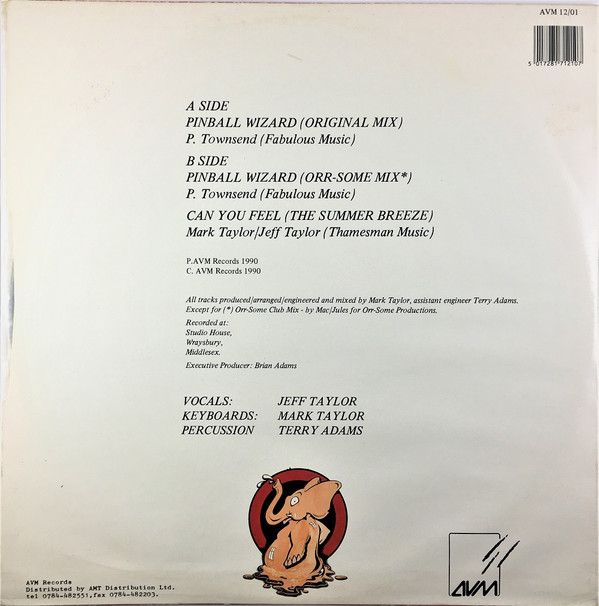 AVM 12/01
5 017281 712107
A SIDE
PINBALL WIZARD (ORIGINAL MIX)
P. Townsend (Fabulous Music)
B SIDE
PINBALL WIZARD (ORR-SOME MIX*)
P. Townsend (Fabulous Music)
CAN YOU FEEL (THE SUMMER BREEZE)
Mark Taylor/Jeff Taylor (Thamesman Music)
P.AVM Records 1990
C. AVM Records 1990
All tracks produced/arranged/engineered and mixed by Mark Taylor, assistant engineer Terry Adams.
Except for (*) Orr-Some Club Mix - by Mac/Jules for Orr-Some Productions.
Recorded at:
Studio House,
Wraysbury,
Middlesex.
Executive Producer: Brian Adams
VOCALS: JEFF TAYLOR
KEYBOARDS: MARK TAYLOR
PERCUSSION TERRY ADAMS
AVM
AVM Records
Distributed by AMT Distribution Ltd.
tel 0784-482551,fax 0784-482203.